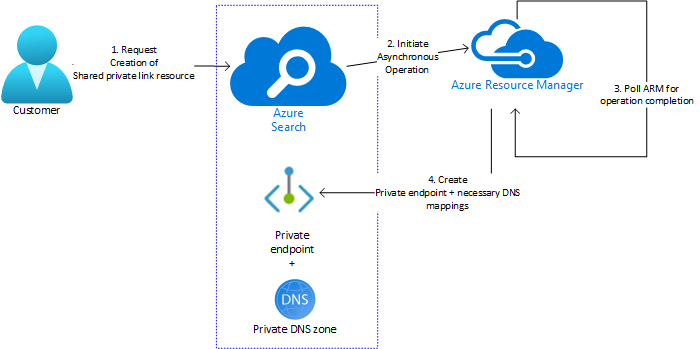 Customer
1. Request
Creation of
Shared private link resource
Azure
Search
2. Initiate
Asynchronous
Operation
Azure Resource Manager
3. Poll ARM for
operation completion
4. Create
Private endpoint + necessary DNS
mappings
Private
endpoint
+
DNS
Private DNS zone